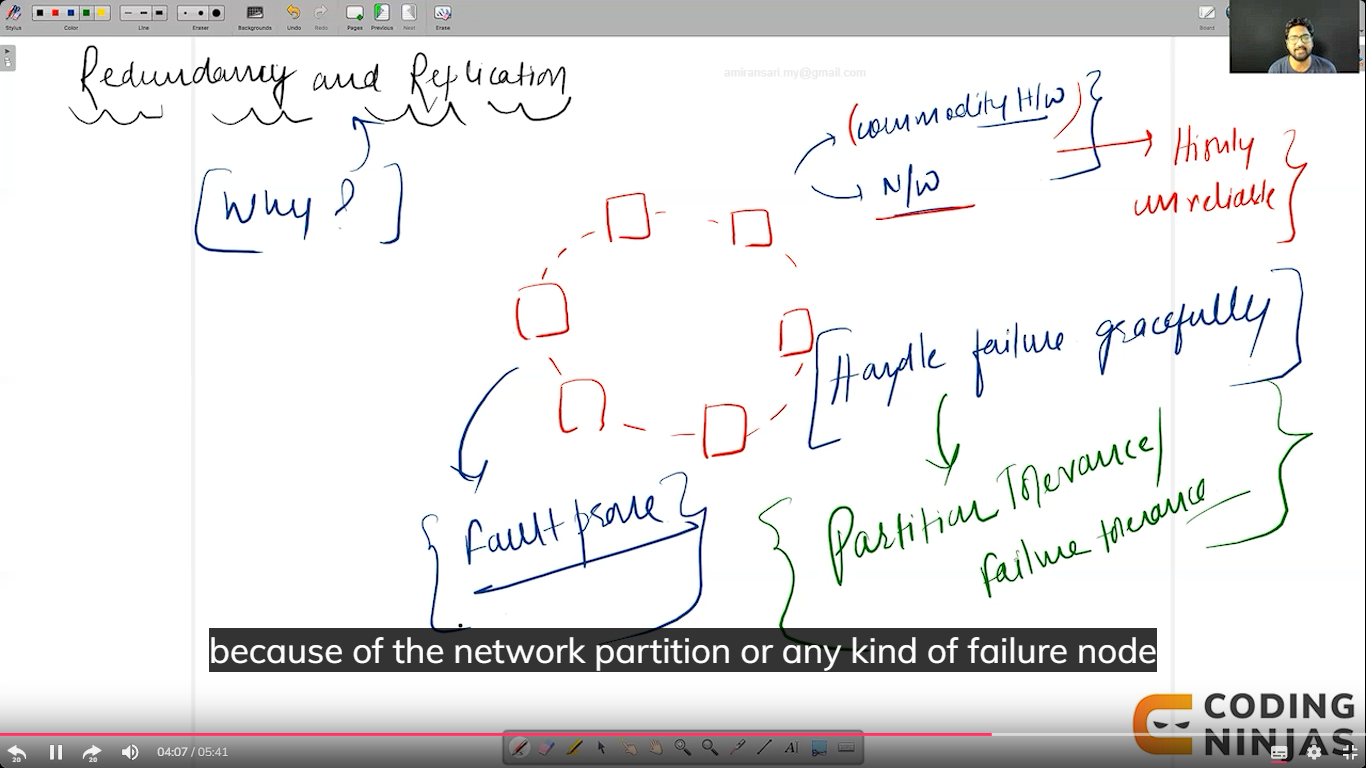 Stylus
Color
Line
Eraser
Backgrounds
Undo
Redo
Pages
Previous
Next
Erase
Board
Redundancy and Replication
amiransari.my@gmail.com
(commodity H/W)
N/W
Highly
unreliable
[Why ?]
[Handle failure gracefully]
{Fault prone}
{Partition Tolerance/
failure tolerance}
because of the network partition or any kind of failure node
CODING
NINJAS
20
20
04:07 / 05:41